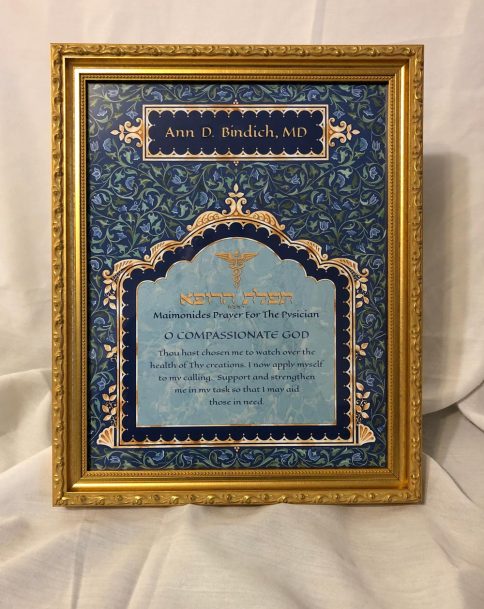 Ann D. Bindich, MD
תפלת הרופא
Maimonides Prayer For The Pysician
O COMPASSIONATE GOD
Thou hast chosen me to watch over the
health of Thy creations. I now apply myself
to my calling. Support and strengthen
me in my task so that I may aid
those in need.